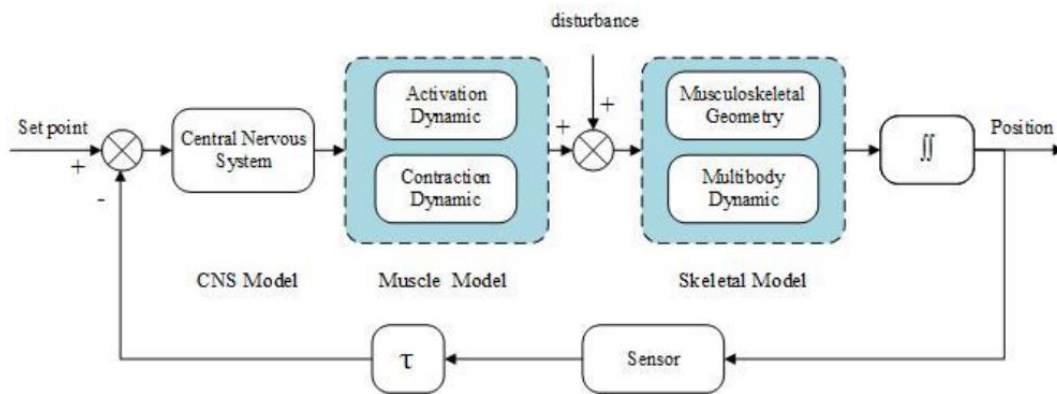 disturbance
Set point
+
-
Central Nervous
System
Activation
Dynamic
Contraction
Dynamic
+
+
Musculoskeletal
Geometry
Multibody
Dynamic
∬
Position
CNS Model
Muscle Model
Skeletal Model
τ
Sensor